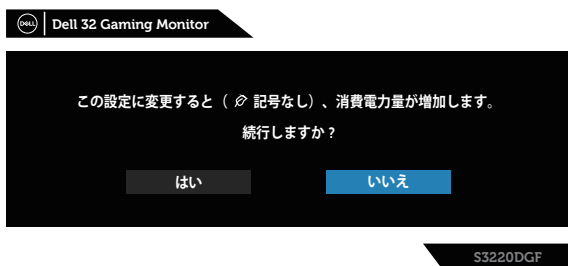 DELL
Dell 32 Gaming Monitor
この設定に変更すると（ 記号なし）、消費電力量が増加します。
続行しますか？
はい
いいえ
S3220DGF